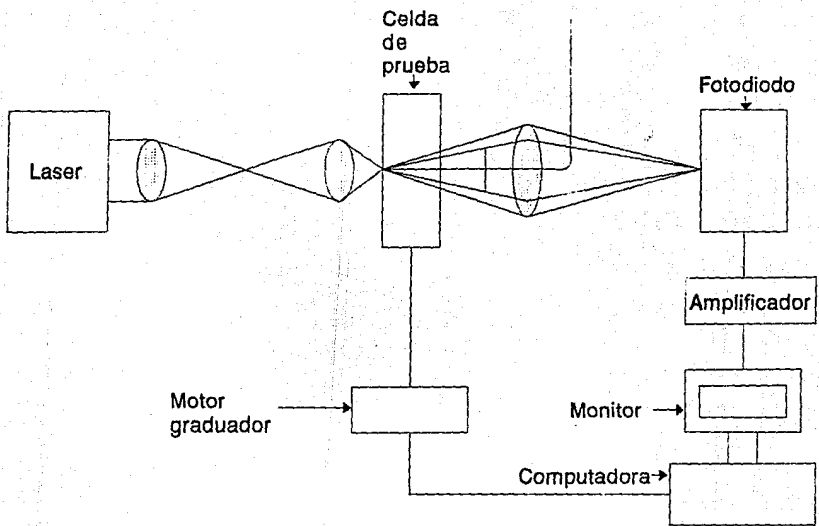 Celda
de
prueba
Fotodiodo
Laser
Amplificador
Motor
graduador
Monitor
Computadora